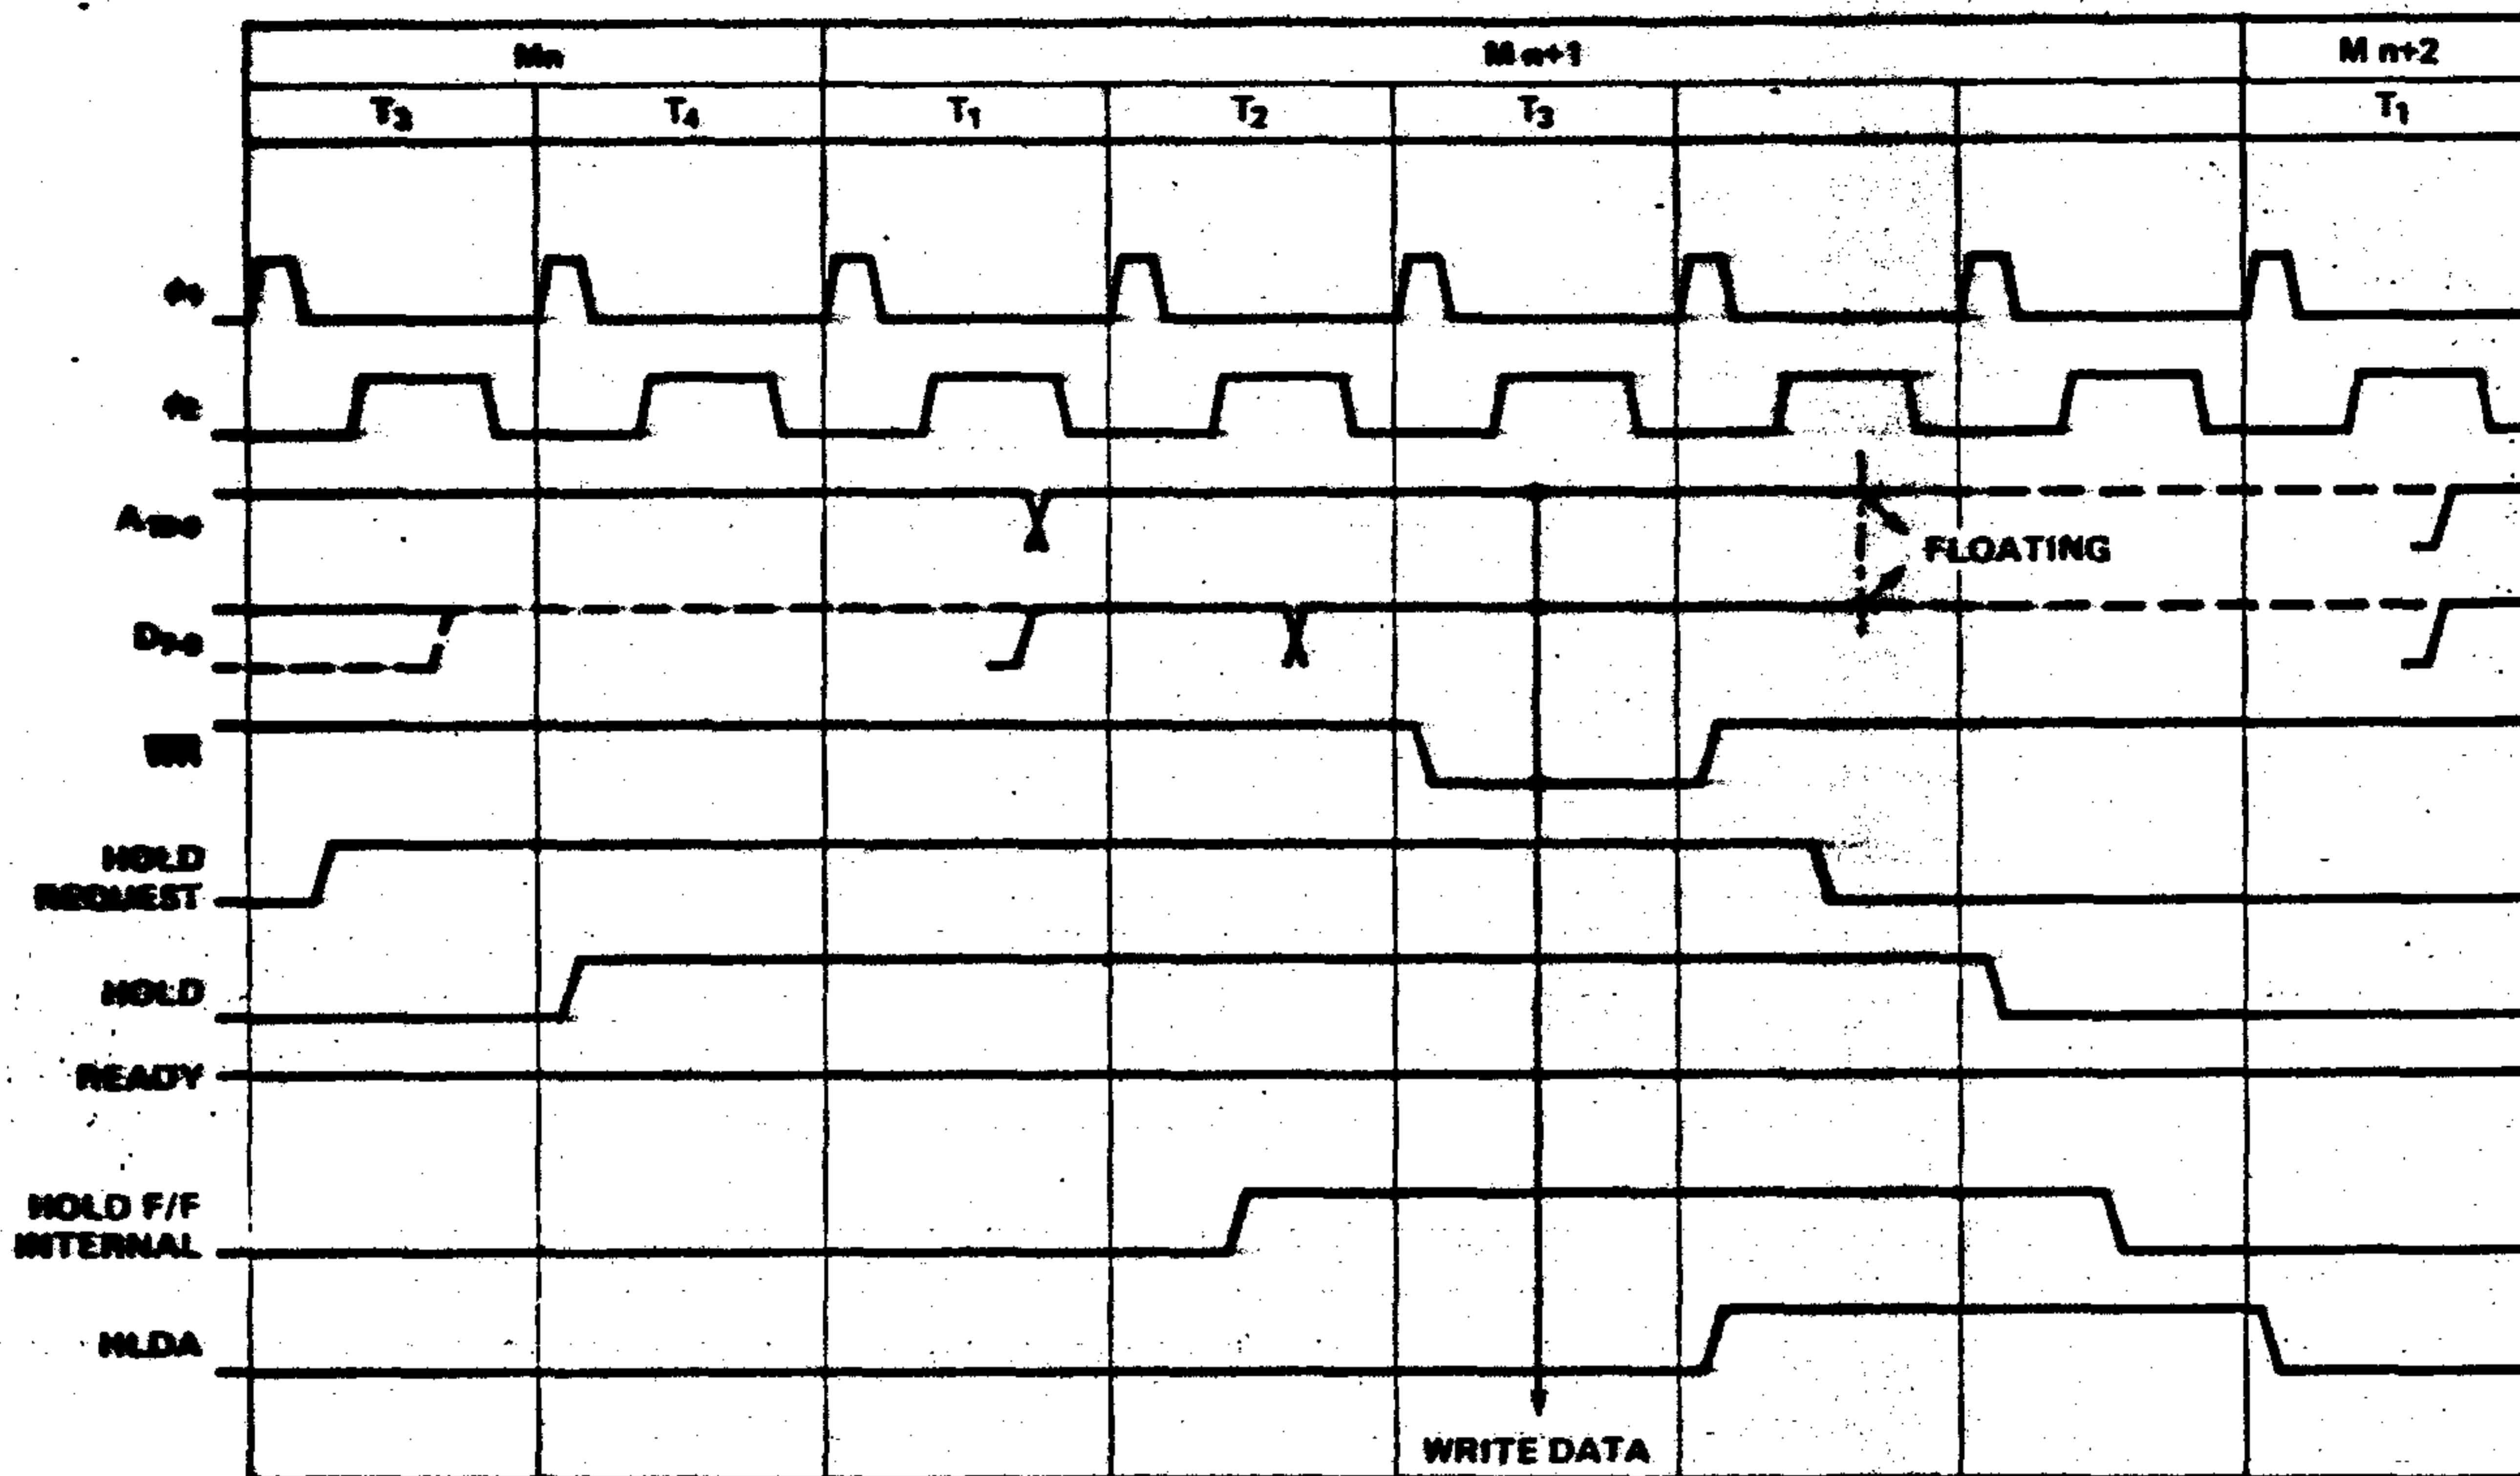 Mn
M n+1
M n+2
T3
T4
T1
T2
T3
T1
FLOATING
HOLD
REQUEST
HOLD
READY
HOLD F/F
INTERNAL
HLDA
WRITE DATA